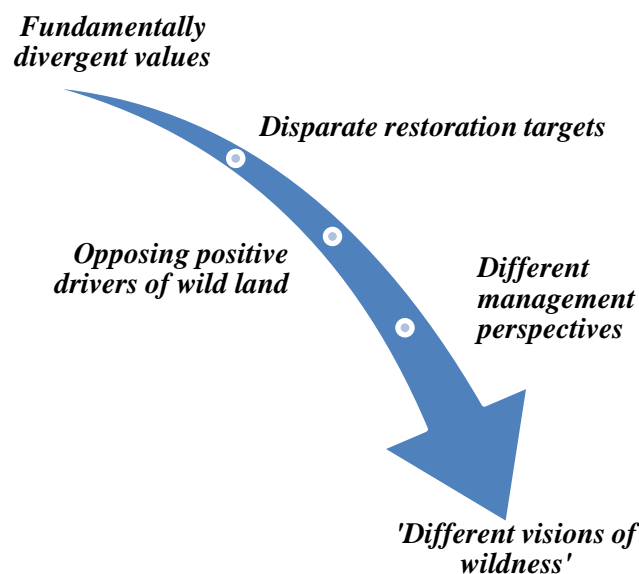 Fundamentally
divergent values
Disparate restoration targets
Opposing positive
drivers of wild land
Different
management
perspectives
'Different visions of
wildness'